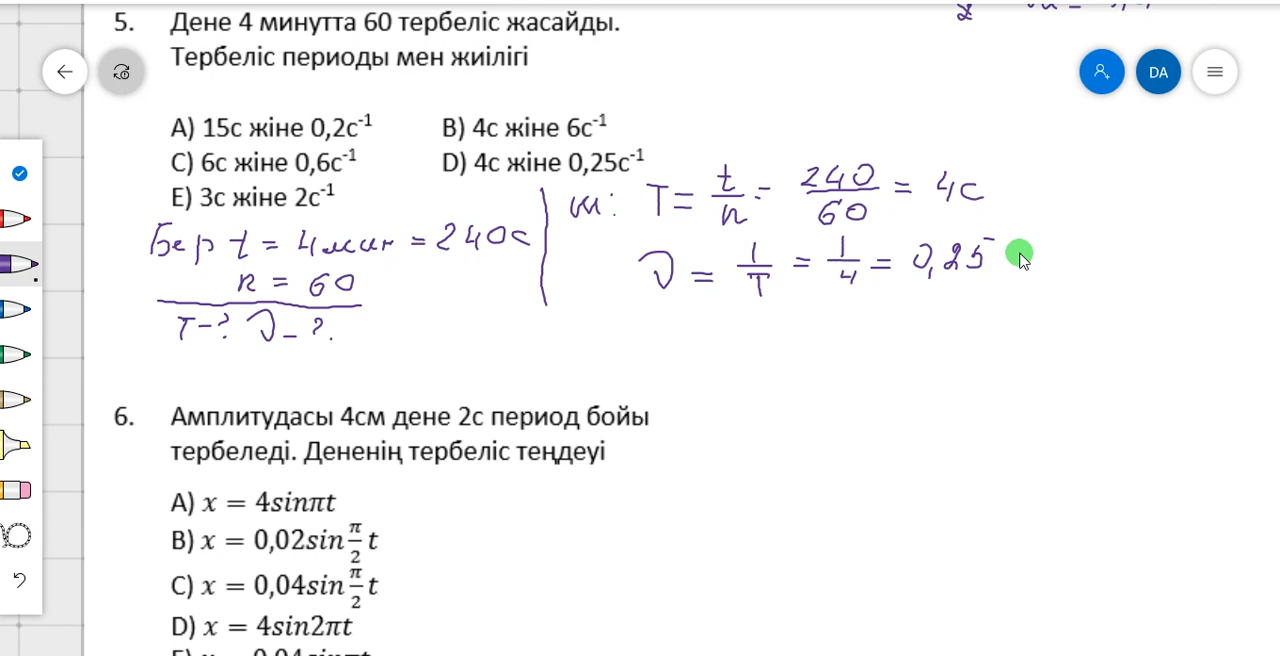 5. Дене 4 минутта 60 тербеліс жасайды.
Тербеліс периоды мен жиілігі
DA
A) 15с және 0,2с⁻¹ B) 4с және 6с⁻¹
C) 6с және 0,6с⁻¹ D) 4с және 0,25с⁻¹
E) 3с және 2с⁻¹
Бер t = 4мин = 240с
n = 60
T-? ν-?.
ш: T = t/n = 240/60 = 4с
ν = 1/T = 1/4 = 0,25
6. Амплитудасы 4см дене 2с период бойы
тербеледі. Дененің тербеліс теңдеуі
A) x = 4sinπt
B) x = 0,02sin π/2 t
C) x = 0,04sin π/2 t
D) x = 4sin2πt